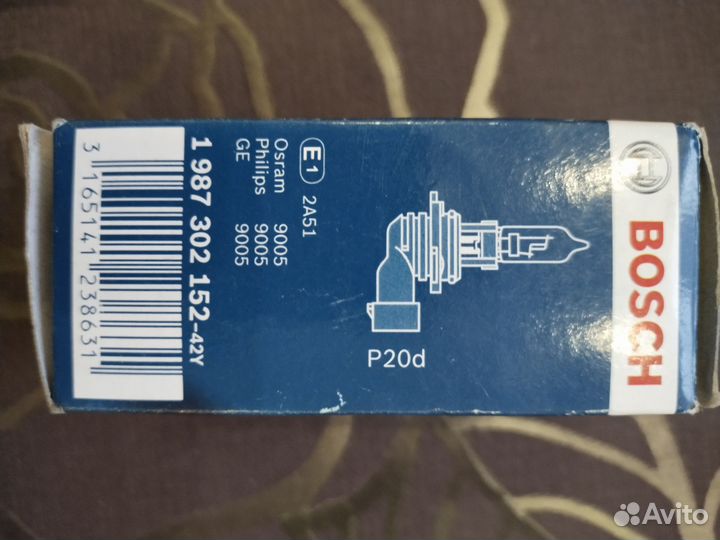 BOSCH
E1 2A51
Osram 9005
Philips 9005
GE 9005
P20d
1 987 302 152-42Y
3 165141 238631
Avito